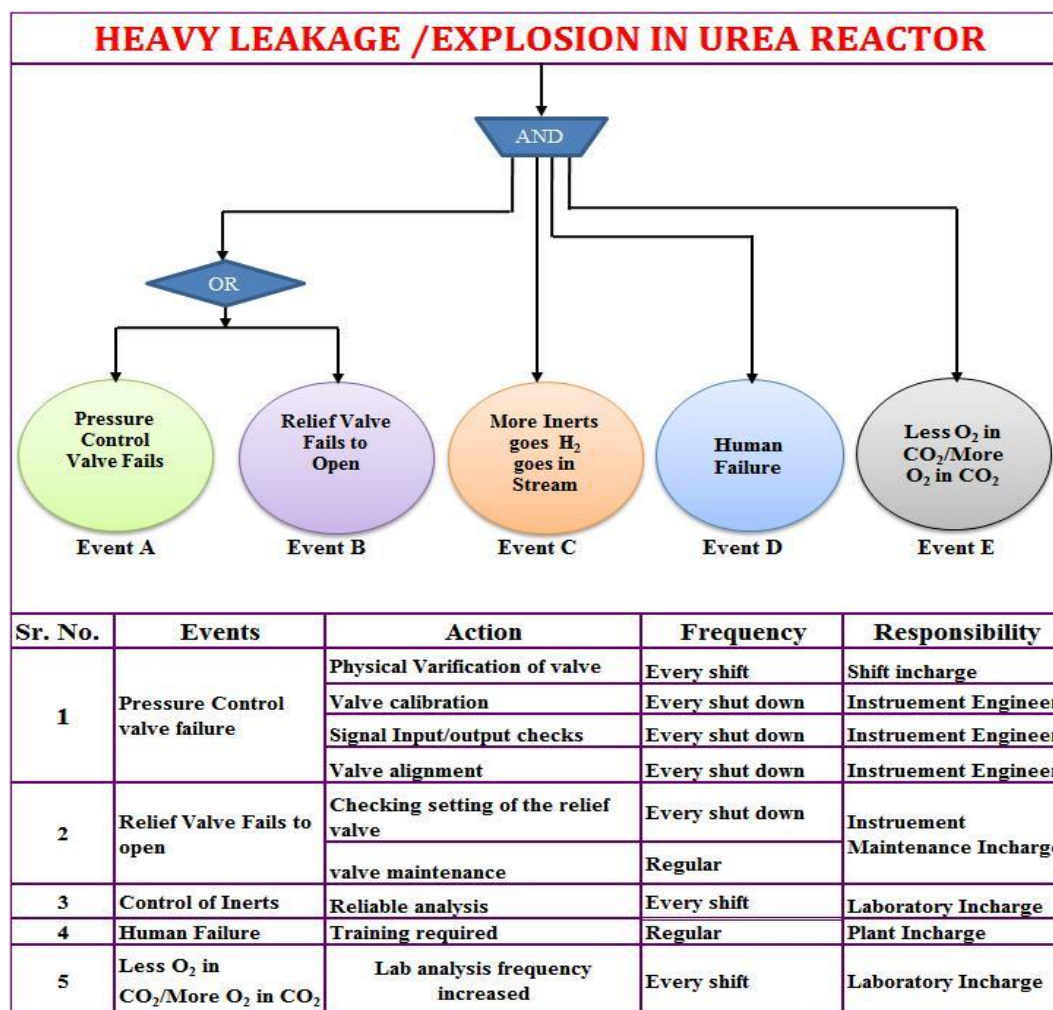 HEAVY LEAKAGE /EXPLOSION IN UREA REACTOR
AND
OR
Pressure
Control
Valve Fails
Relief Valve
Fails to
Open
More Inerts
goes H₂
goes in
Stream
Human
Failure
Less O₂ in
CO₂/More
O₂ in CO₂
Event A
Event B
Event C
Event D
Event E
Sr. No. Events Action Frequency Responsibility
1
Pressure Control
valve failure
Physical Varification of valve Every shift Shift incharge
Valve calibration Every shut down Instruement Engineer
Signal Input/output checks Every shut down Instruement Engineer
Valve alignment Every shut down Instruement Engineer
2
Relief Valve Fails to
open
Checking setting of the relief
valve
Every shut down
valve maintenance Regular
Instruement
Maintenance Incharge
3 Control of Inerts Reliable analysis Every shift Laboratory Incharge
4 Human Failure Training required Regular Plant Incharge
5
Less O₂ in
CO₂/More O₂ in CO₂
Lab analysis frequency
increased
Every shift Laboratory Incharge